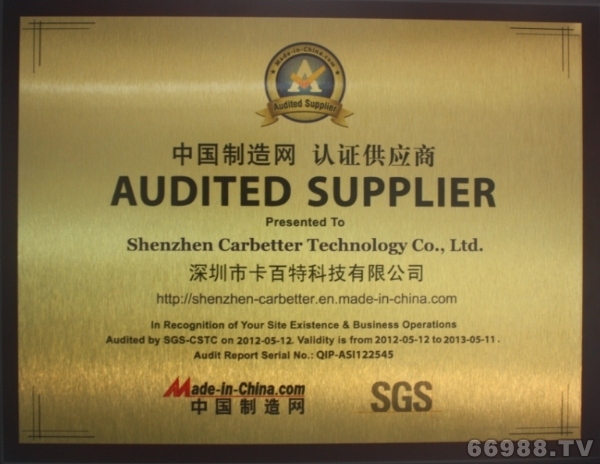 Made-in-China.com
Audited Supplier
中国制造网 认证供应商
AUDITED SUPPLIER
Presented To
Shenzhen Carbetter Technology Co., Ltd.
深圳市卡百特科技有限公司
http://shenzhen-carbetter.en.made-in-china.com
In Recognition of Your Site Existence & Business Operations
Audited by SGS-CSTC on 2012-05-12. Validity is from 2012-05-12 to 2013-05-11.
Audit Report Serial No.: QIP-ASI122545
Made-in-China.com
中国制造网
SGS
66988.TV